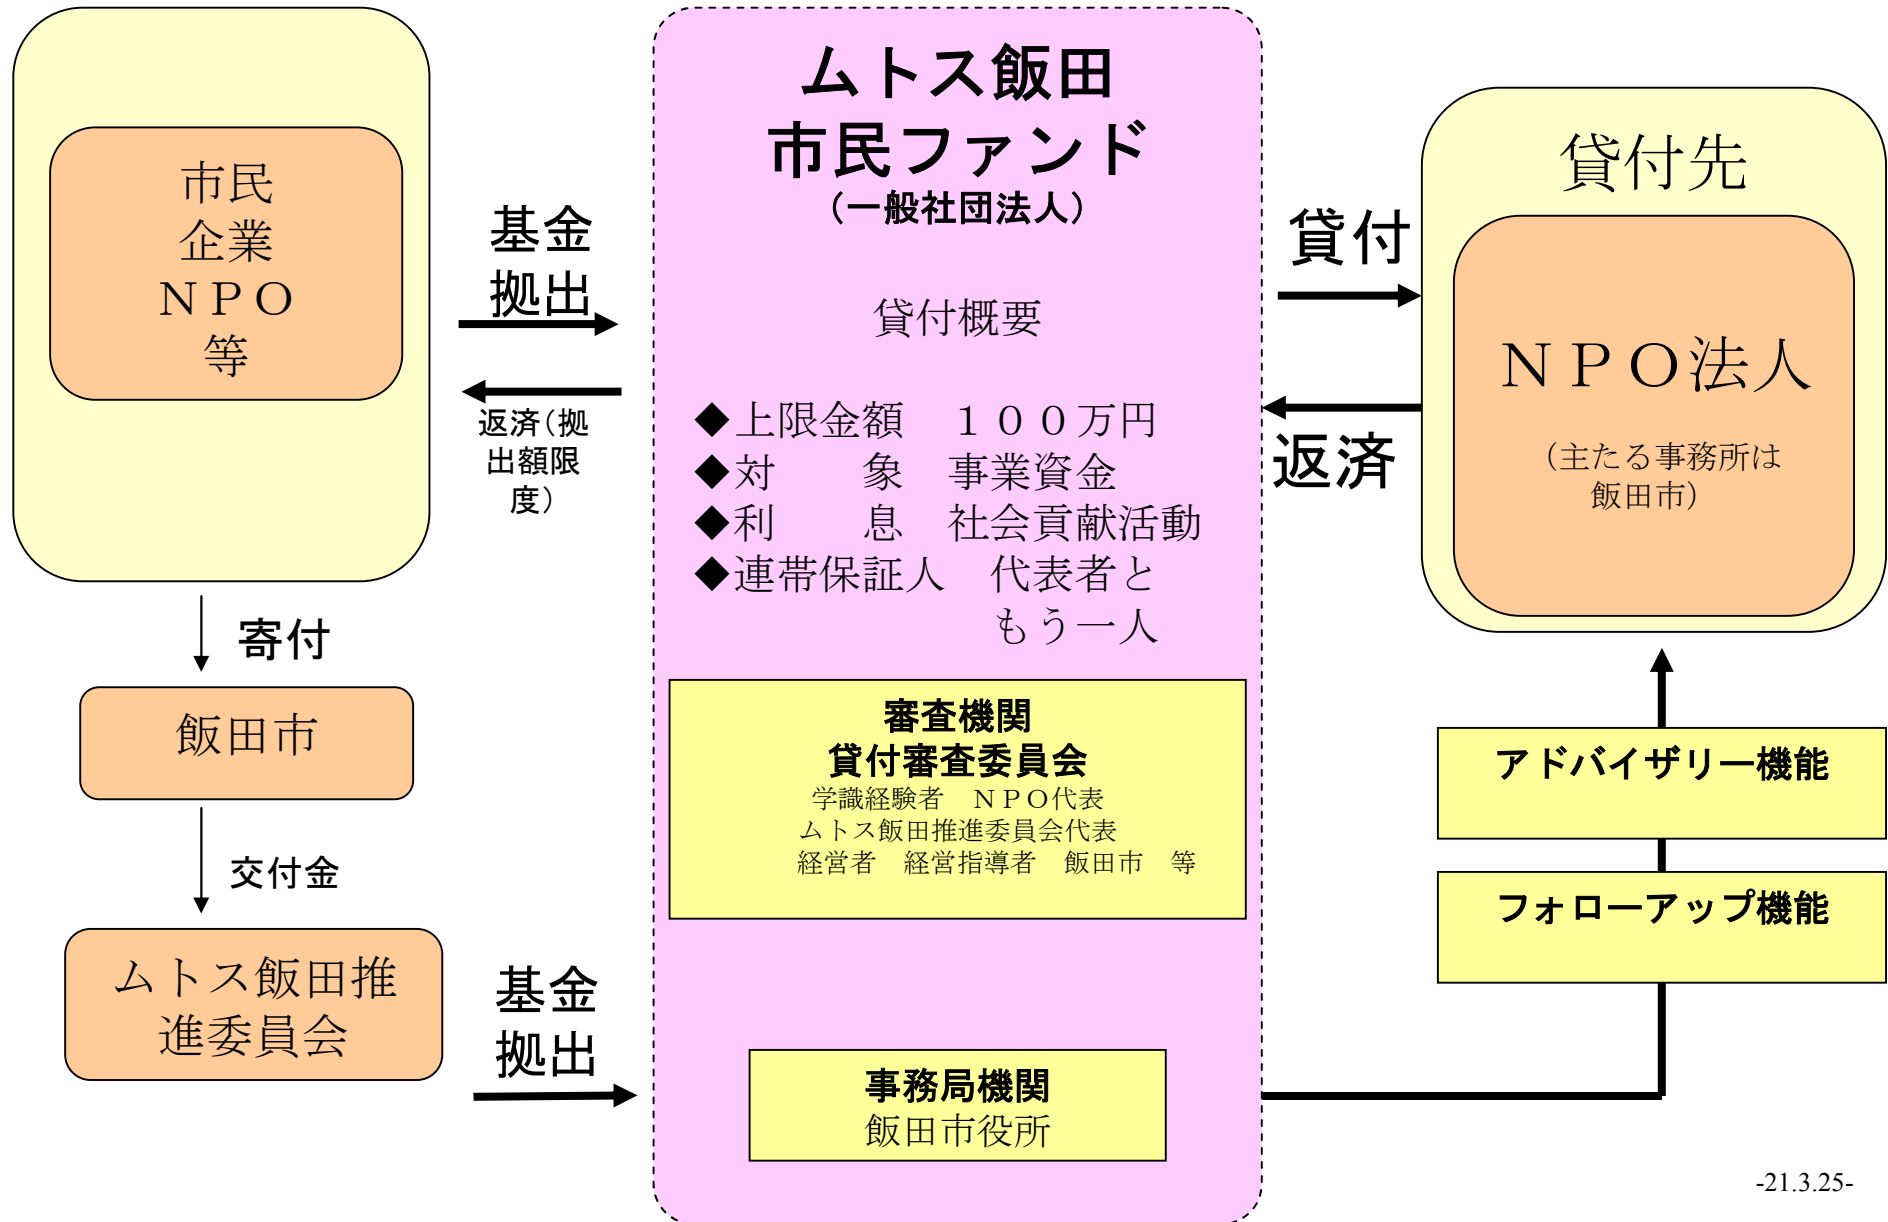 市民
企業
ＮＰＯ
等
基金
拠出
返済（拠
出額限
度）
寄付
飯田市
交付金
ムトス飯田推
進委員会
基金
拠出
ムトス飯田
市民ファンド
（一般社団法人）
貸付概要
◆上限金額　１００万円
◆対　　象　事業資金
◆利　　息　社会貢献活動
◆連帯保証人　代表者と
もう一人
審査機関
貸付審査委員会
学識経験者　ＮＰＯ代表
ムトス飯田推進委員会代表
経営者　経営指導者　飯田市　等
事務局機関
飯田市役所
貸付
返済
貸付先
ＮＰＯ法人
（主たる事務所は
飯田市）
アドバイザリー機能
フォローアップ機能
-21.3.25-